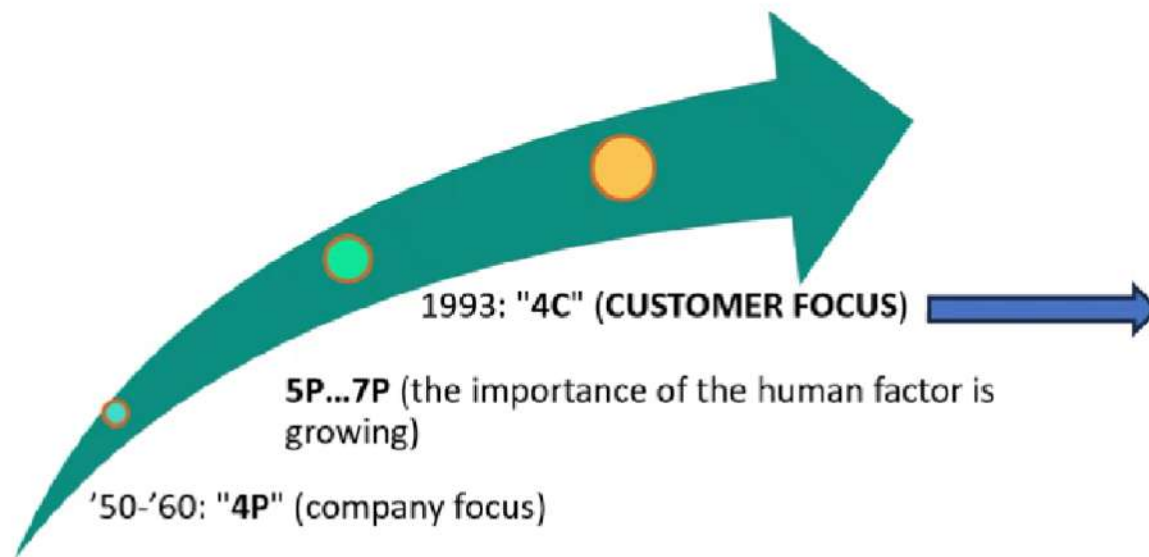 1993: "4C" (CUSTOMER FOCUS)
5P...7P (the importance of the human factor is
growing)
’50-’60: "4P" (company focus)